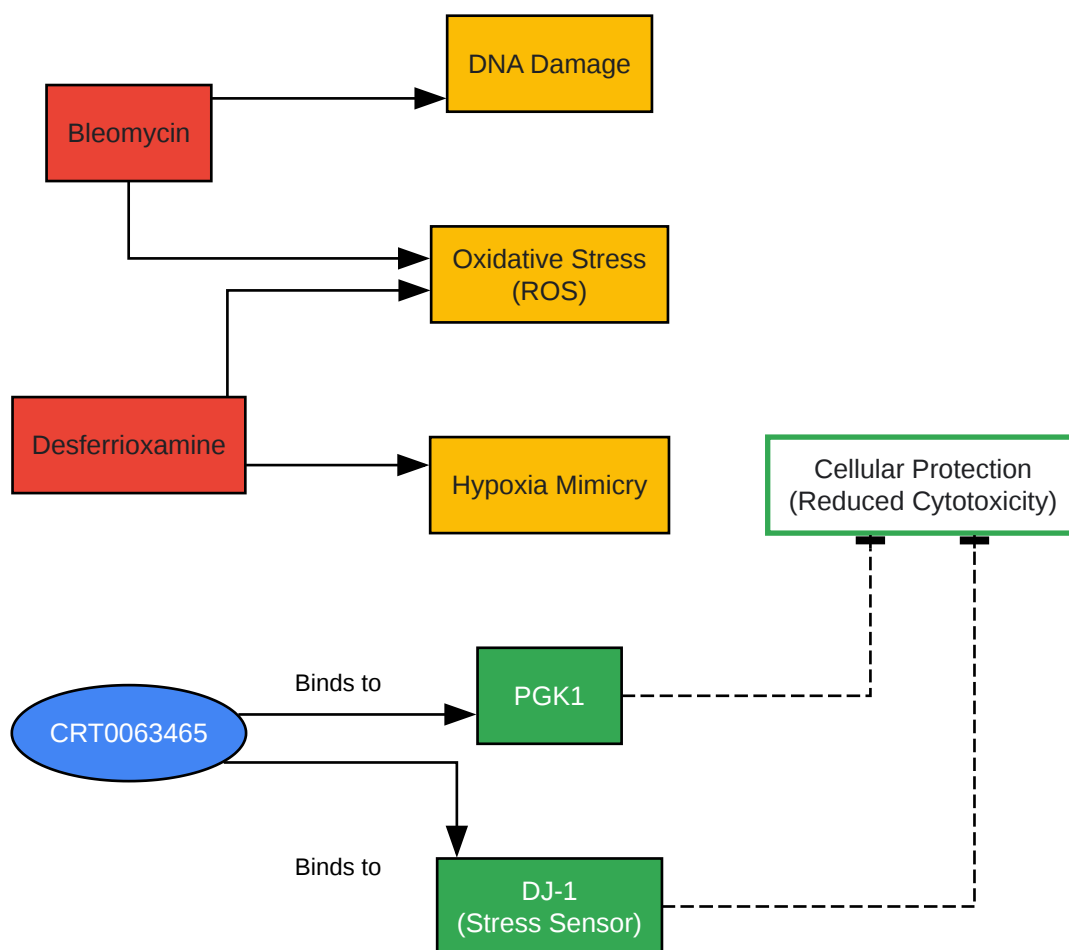 DNA Damage
Bleomycin
Oxidative Stress
(ROS)
Desferrioxamine
Hypoxia Mimicry
Cellular Protection
(Reduced Cytotoxicity)
Binds to
PGK1
CRT0063465
Binds to
DJ-1
(Stress Sensor)